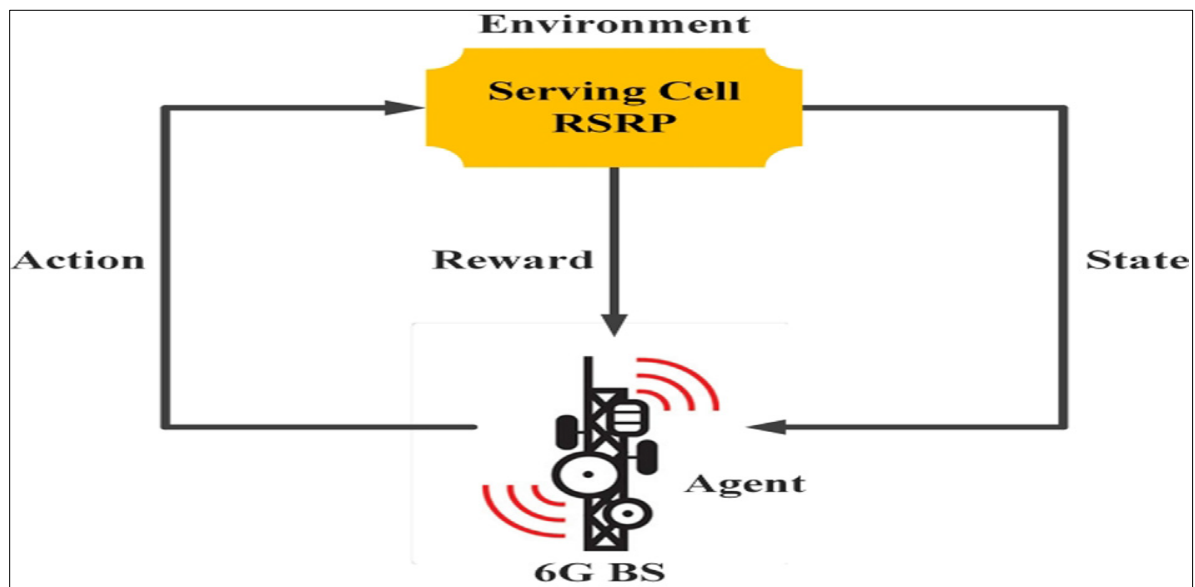 Environment
Serving Cell
RSRP
Action
Reward
State
Agent
6G BS